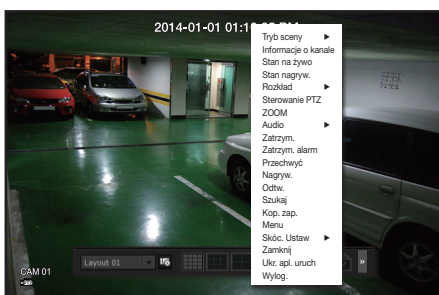 2014-01-01 01:1
Tryb sceny ►
Informacje o kanale
Stan na żywo
Stan nagryw.
Rozkład ►
Sterowanie PTZ
ZOOM
Audio ►
Zatrzym.
Zatrzym. alarm
Przechwyć
Nagryw.
Odtw.
Szukaj
Kop. zap.
Menu
Skóc. Ustaw ►
Zamknij
Ukr. apl. uruch
Wylog.
Layout 01
CAM 01